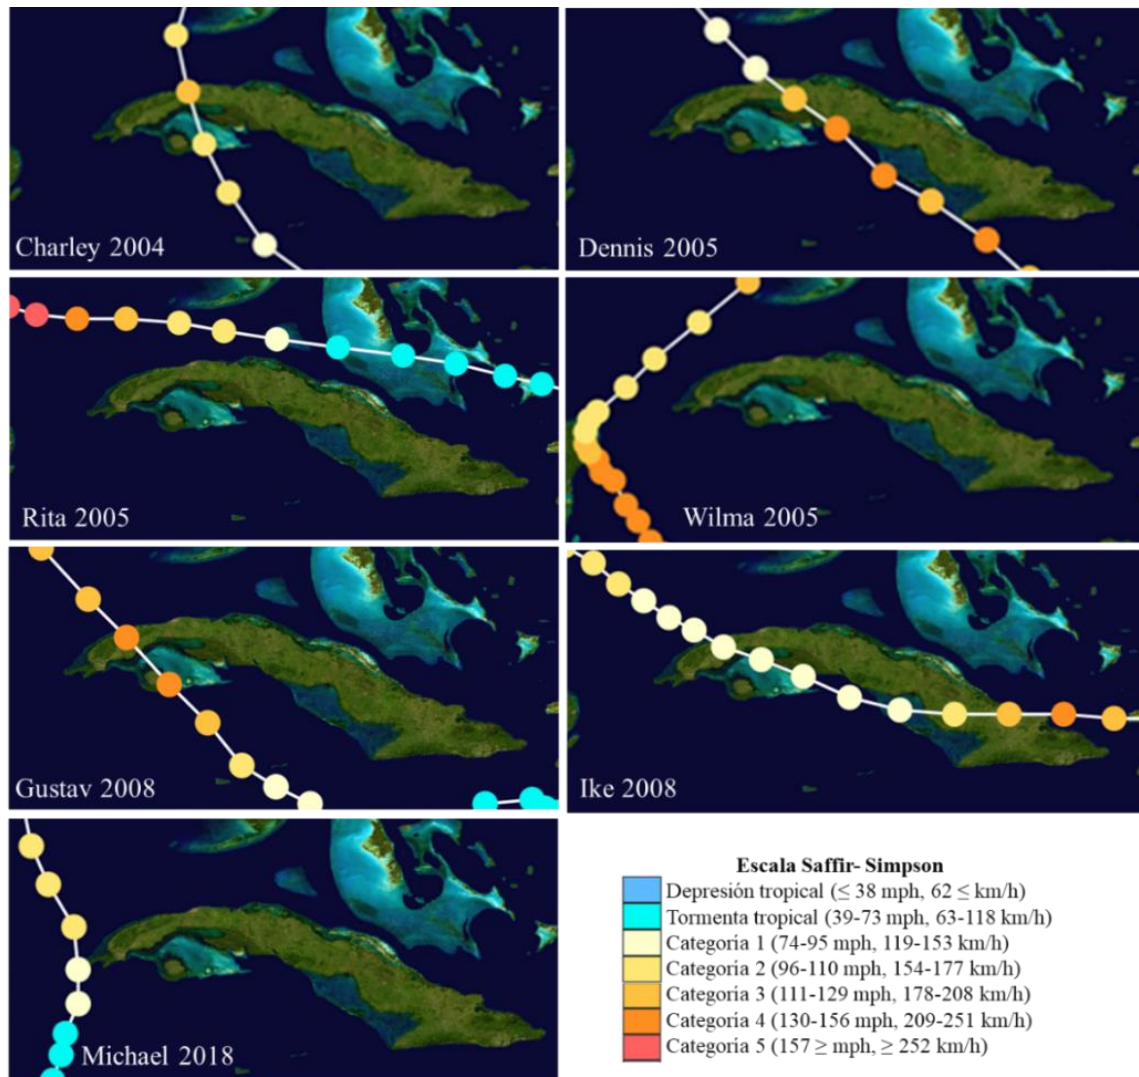 Charley 2004
Dennis 2005
Rita 2005
Wilma 2005
Gustav 2008
Ike 2008
Michael 2018
Escala Saffir- Simpson
Depresión tropical (≤ 38 mph, 62 ≤ km/h)
Tormenta tropical (39-73 mph, 63-118 km/h)
Categoria 1 (74-95 mph, 119-153 km/h)
Categoria 2 (96-110 mph, 154-177 km/h)
Categoria 3 (111-129 mph, 178-208 km/h)
Categoria 4 (130-156 mph, 209-251 km/h)
Categoria 5 (157 ≥ mph, ≥ 252 km/h)